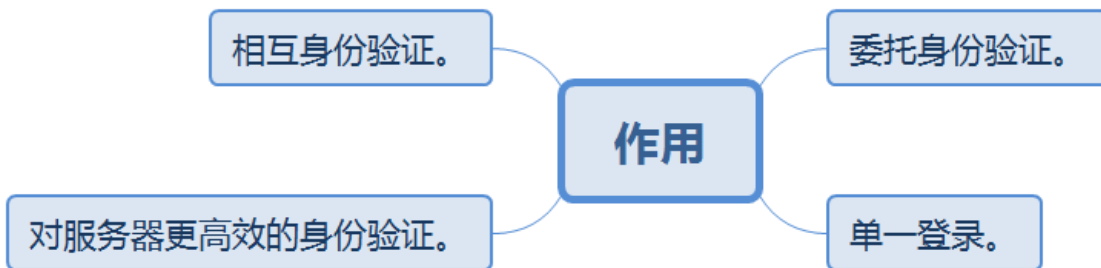 相互身份验证。
委托身份验证。
作用
对服务器更高效的身份验证。
单一登录。